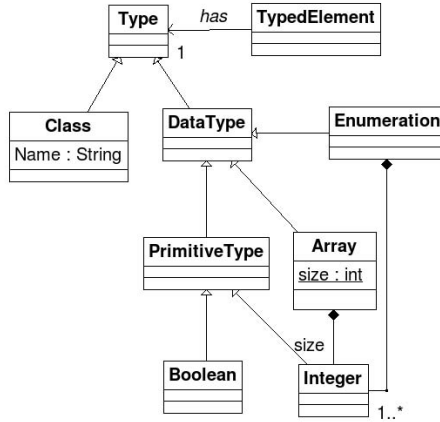 Type
has
TypedElement
1
Class
Name : String
DataType
Enumeration
PrimitiveType
Array
size : int
size
Boolean
Integer
1..*